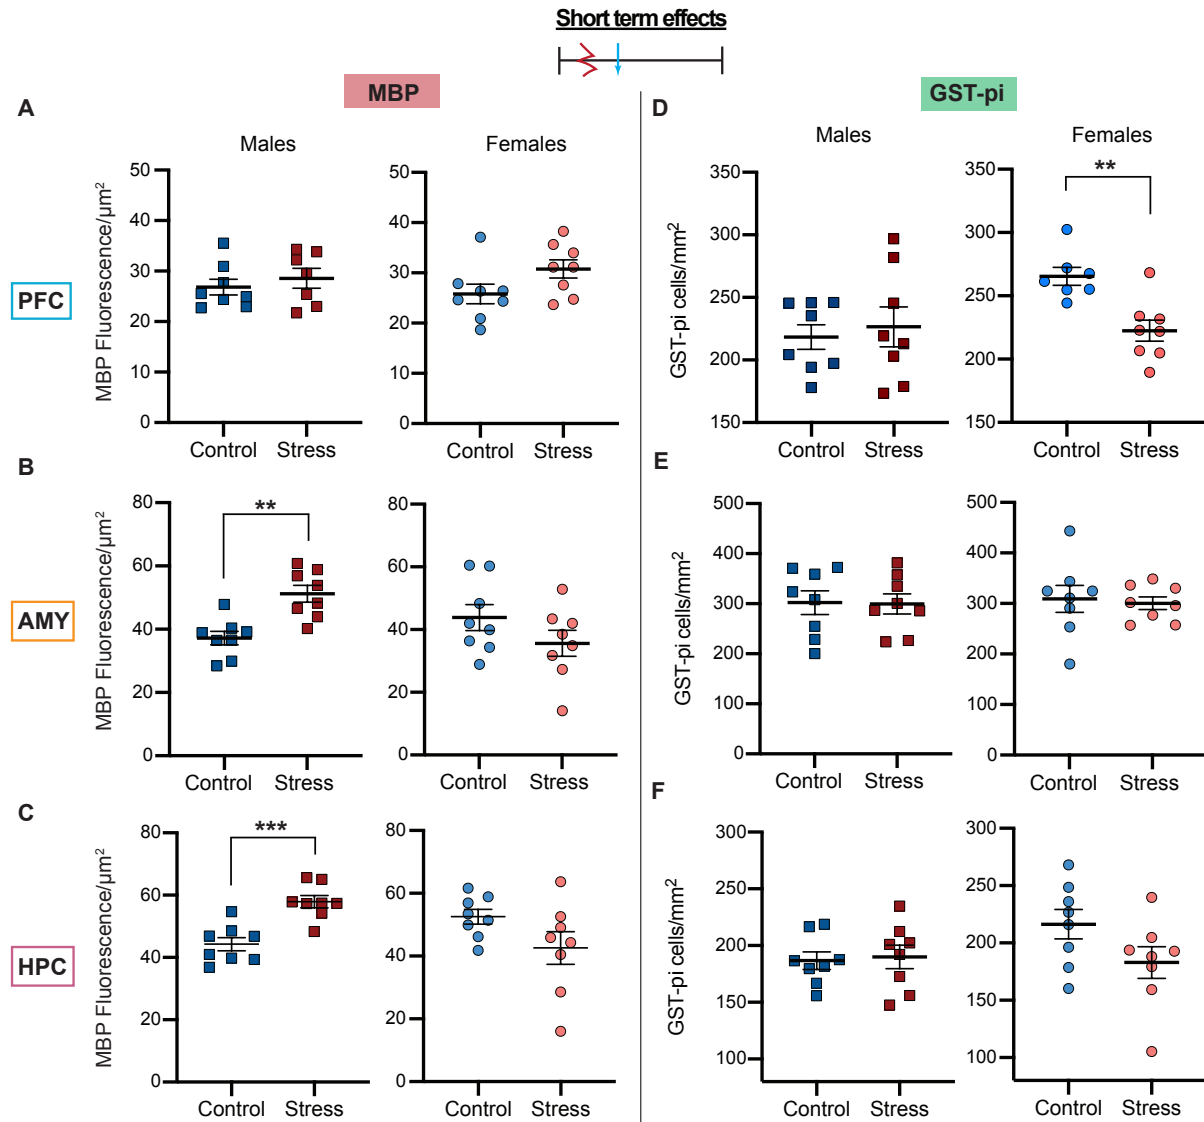 Short term effects
MBP
GST-pi
A
D
Males
Females
Males
Females
PFC
MBP Fluorescence/µm²
50
40
30
20
10
0
Control
Stress
50
40
30
20
10
0
Control
Stress
GST-pi cells/mm²
350
300
250
200
150
Control
Stress
**
350
300
250
200
150
Control
Stress
B
E
AMY
MBP Fluorescence/µm²
**
80
60
40
20
0
Control
Stress
80
60
40
20
0
Control
Stress
GST-pi cells/mm²
500
400
300
200
100
0
Control
Stress
500
400
300
200
300
100
0
Control
Stress
C
F
HPC
MBP Fluorescence/µm²
***
80
60
40
20
0
Control
Stress
80
60
40
20
0
Control
Stress
GST-pi cells/mm²
300
250
200
150
100
Control
Stress
300
250
200
150
100
Control
Stress